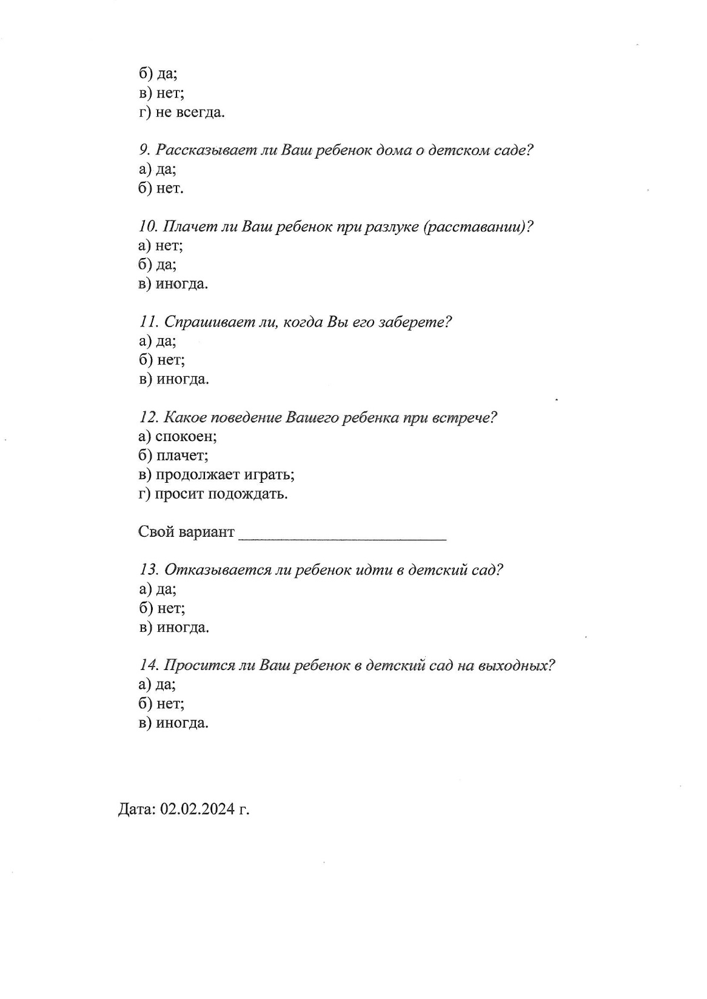 б) да;
в) нет;
г) не всегда.
9. Рассказывает ли Ваш ребенок дома о детском саде?
а) да;
б) нет.
10. Плачет ли Ваш ребенок при разлуке (расставании)?
а) нет;
б) да;
в) иногда.
11. Спрашивает ли, когда Вы его заберете?
а) да;
б) нет;
в) иногда.
12. Какое поведение Вашего ребенка при встрече?
а) спокоен;
б) плачет;
в) продолжает играть;
г) просит подождать.
Свой вариант _________________________
13. Отказывается ли ребенок идти в детский сад?
а) да;
б) нет;
в) иногда.
14. Просится ли Ваш ребенок в детский сад на выходных?
а) да;
б) нет;
в) иногда.
Дата: 02.02.2024 г.